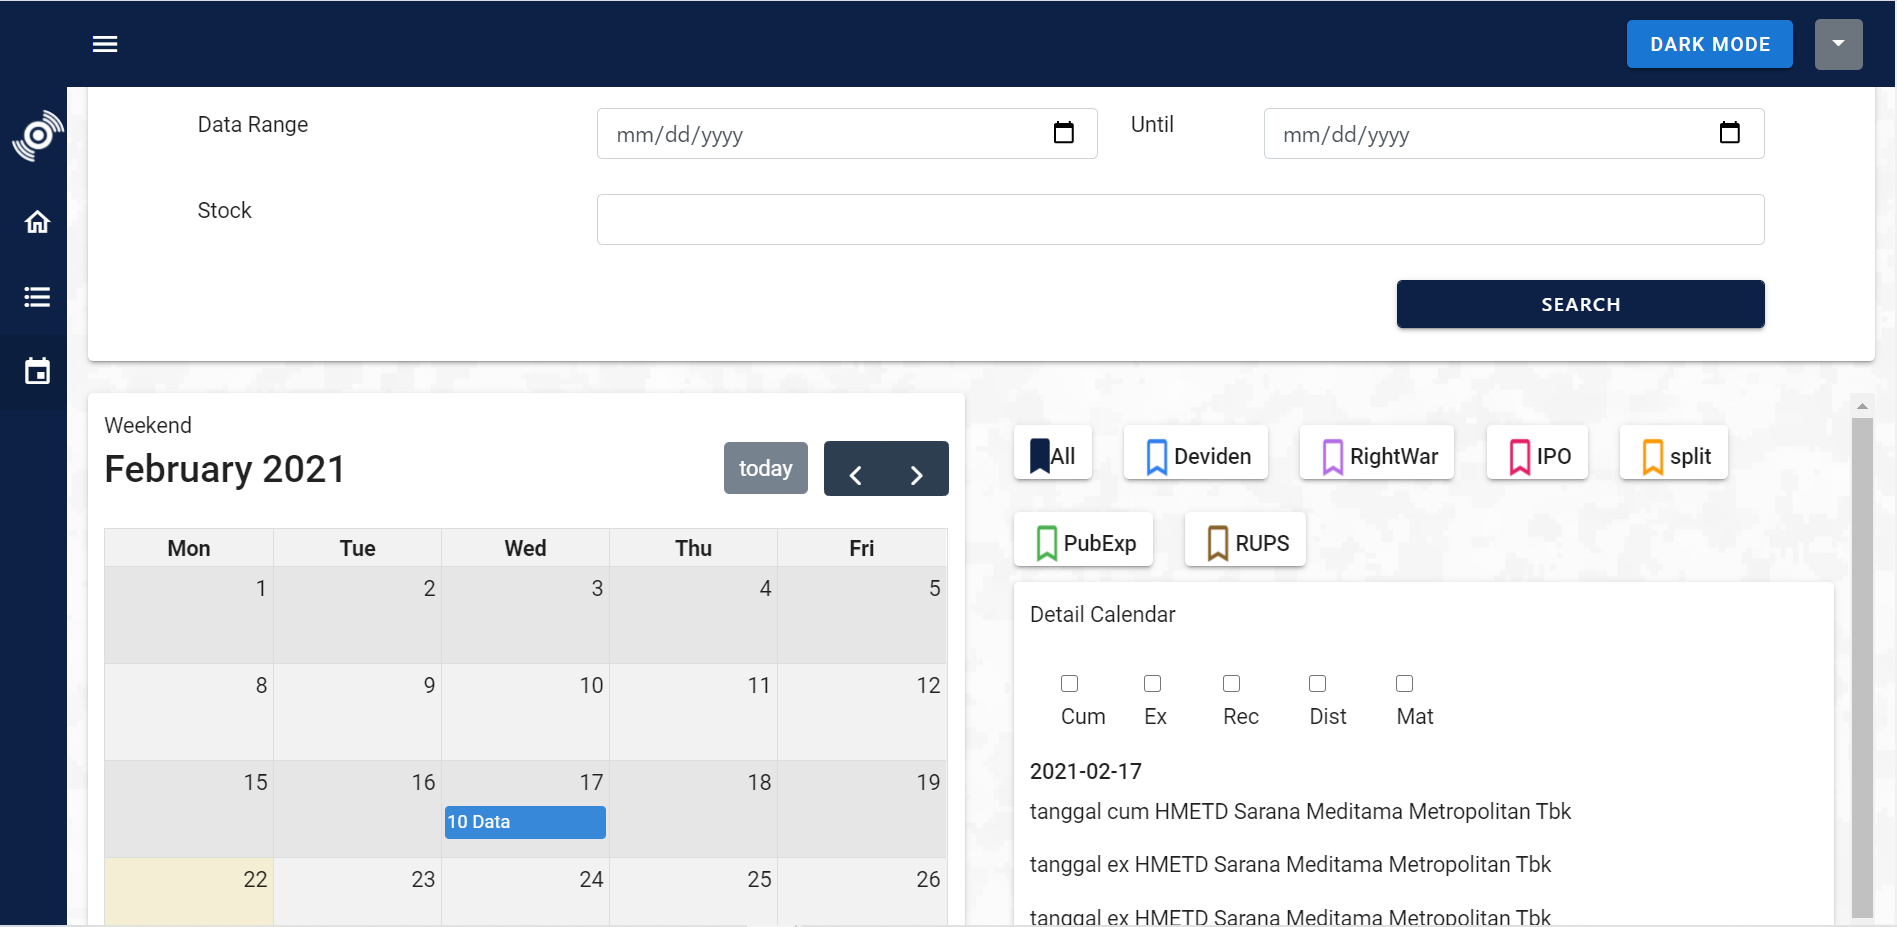 DARK MODE
Data Range mm/dd/yyyy Until mm/dd/yyyy
Stock
SEARCH
Weekend
February 2021
today
Mon Tue Wed Thu Fri
1 2 3 4 5
8 9 10 11 12
15 16 17 18 19
10 Data
22 23 24 25 26
All Deviden RightWar IPO split
PubExp RUPS
Detail Calendar
Cum Ex Rec Dist Mat
2021-02-17
tanggal cum HMETD Sarana Meditama Metropolitan Tbk
tanggal ex HMETD Sarana Meditama Metropolitan Tbk
tanggal ex HMETD Sarana Meditama Metropolitan Tbk